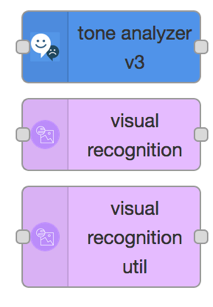 tone analyzer
v3
visual
recognition
visual
recognition
util